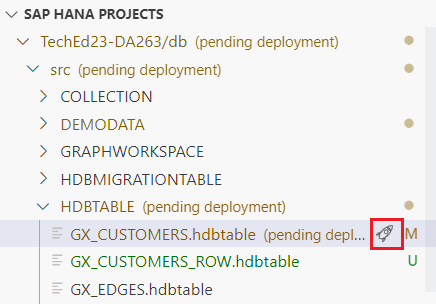 SAP HANA PROJECTS
TechEd23-DA263/db (pending deployment)
src (pending deployment)
COLLECTION
DEMODATA
GRAPHWORKSPACE
HDBMIGRATIONTABLE
HDBTABLE (pending deployment)
GX_CUSTOMERS.hdbtable (pending depl... M
GX_CUSTOMERS_ROW.hdbtable U
GX_EDGES.hdbtable